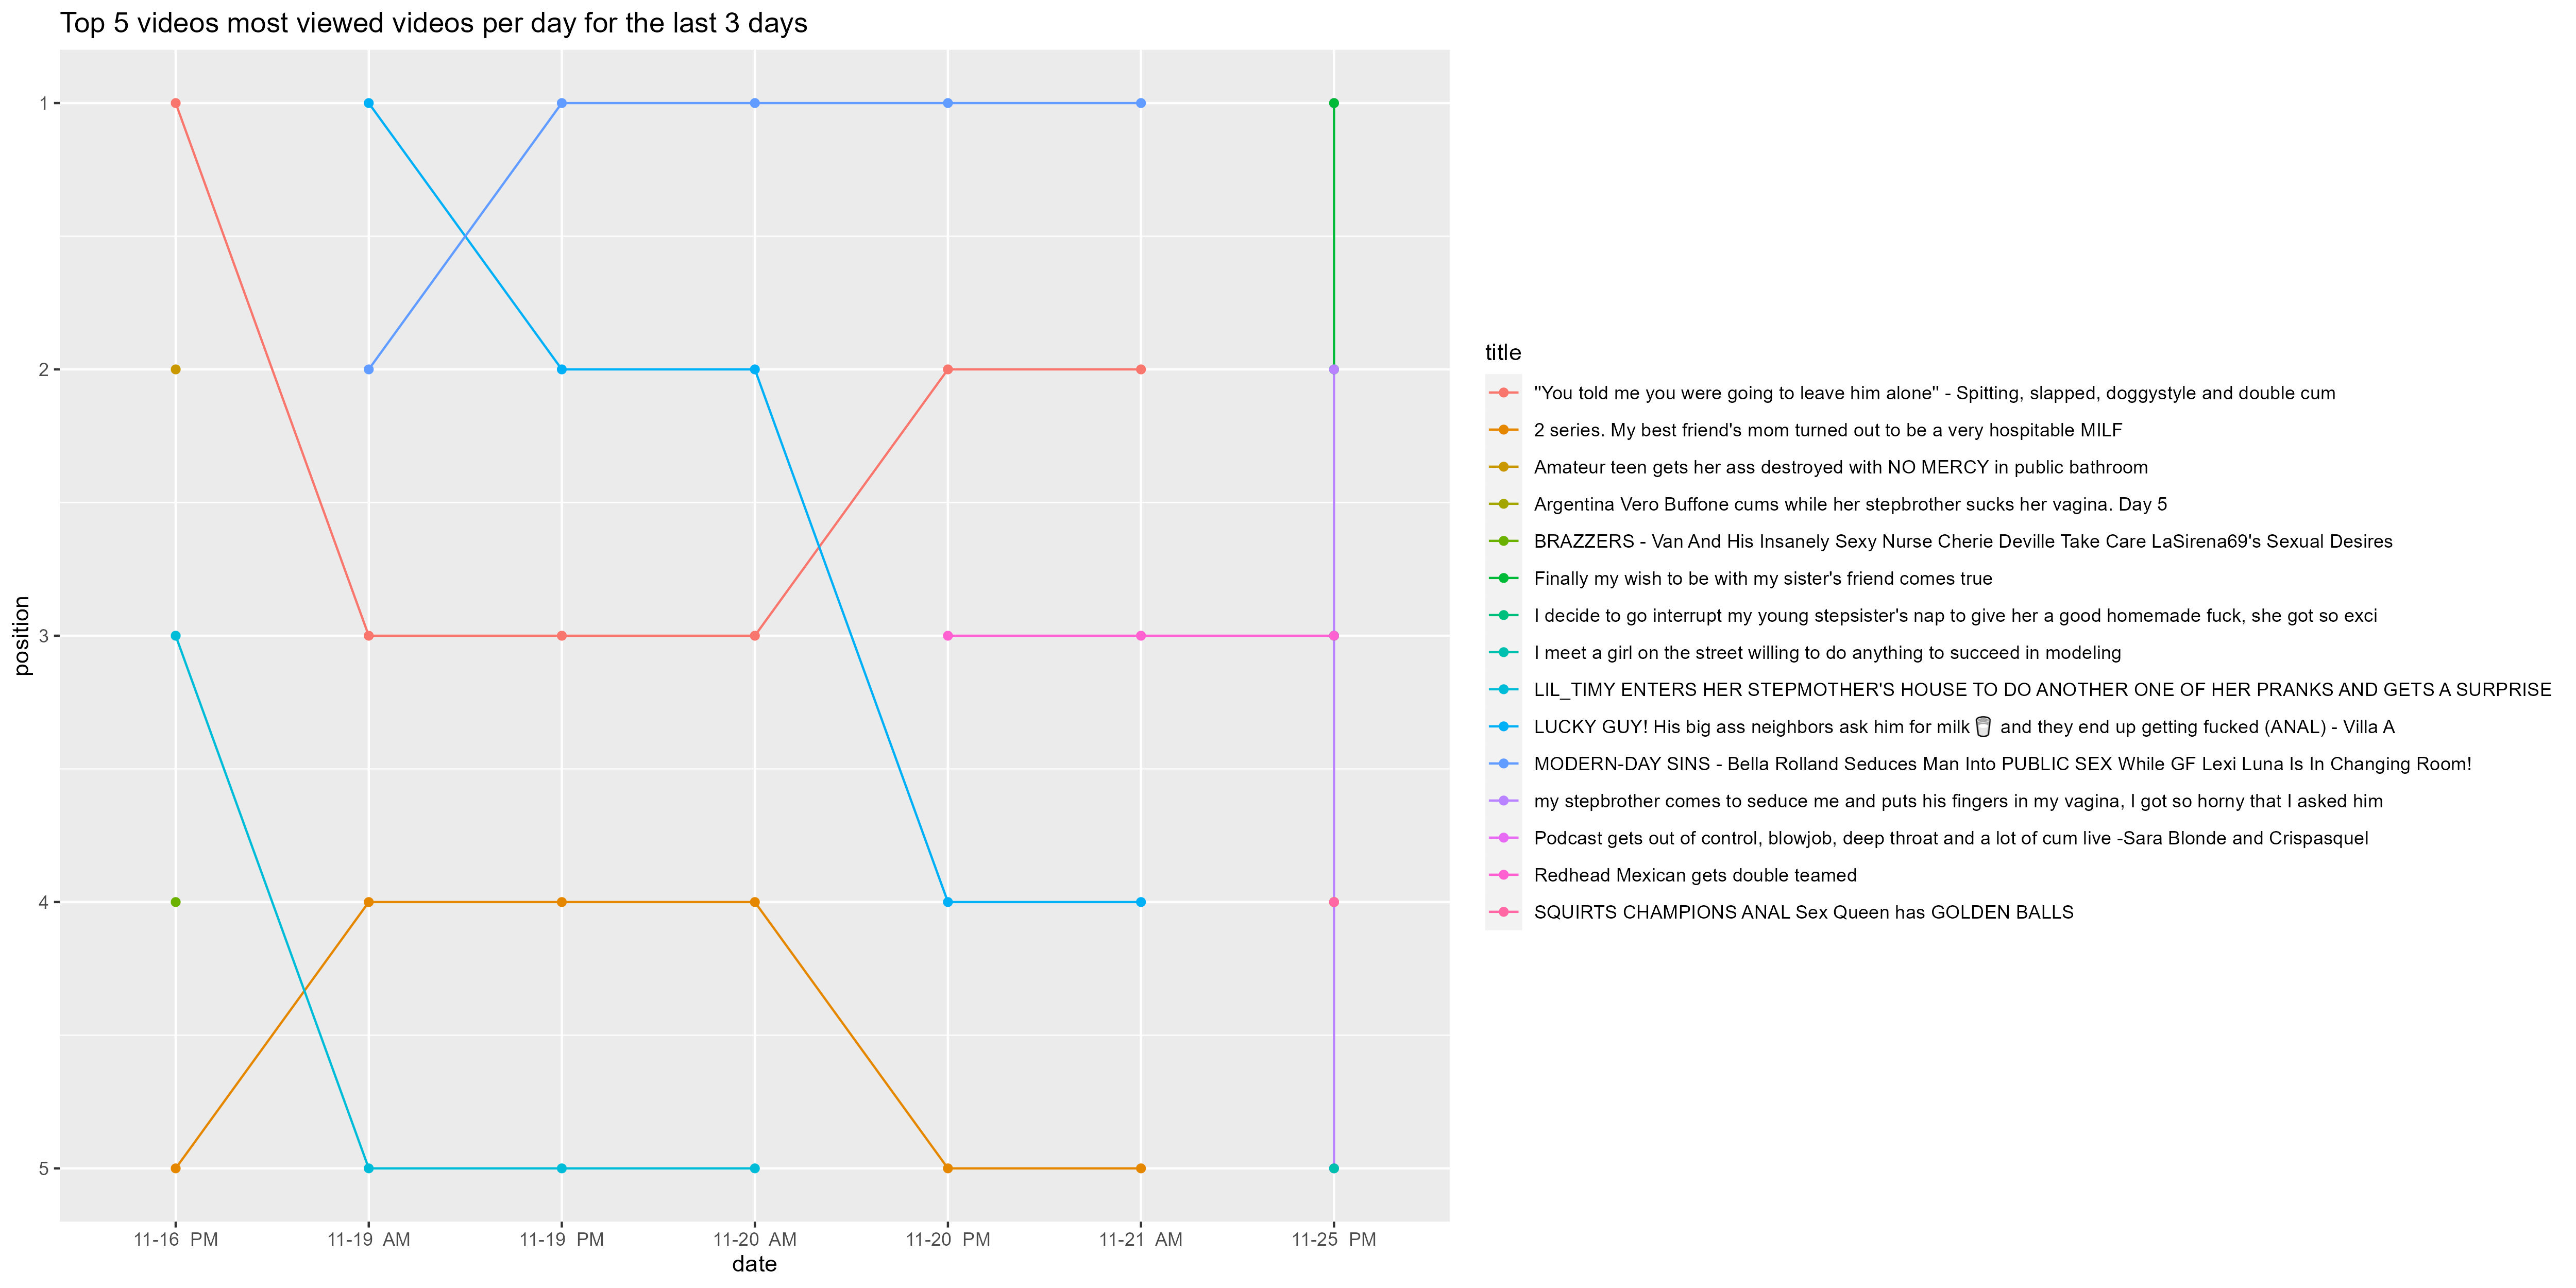 Top 5 videos most viewed videos per day for the last 3 days
position
1
2
3
4
5
11-16 PM
11-19 AM
11-19 PM
11-20 AM
11-20 PM
11-21 AM
11-25 PM
date
title
"You told me you were going to leave him alone" - Spitting, slapped, doggystyle and double cum
2 series. My best friend's mom turned out to be a very hospitable MILF
Amateur teen gets her ass destroyed with NO MERCY in public bathroom
Argentina Vero Buffone cums while her stepbrother sucks her vagina. Day 5
BRAZZERS - Van And His Insanely Sexy Nurse Cherie Deville Take Care LaSirena69's Sexual Desires
Finally my wish to be with my sister's friend comes true
I decide to go interrupt my young stepsister's nap to give her a good homemade fuck, she got so exci
I meet a girl on the street willing to do anything to succeed in modeling
LIL_TIMY ENTERS HER STEPMOTHER'S HOUSE TO DO ANOTHER ONE OF HER PRANKS AND GETS A SURPRISE
LUCKY GUY! His big ass neighbors ask him for milk🥛 and they end up getting fucked (ANAL) - Villa A
MODERN-DAY SINS - Bella Rolland Seduces Man Into PUBLIC SEX While GF Lexi Luna Is In Changing Room!
my stepbrother comes to seduce me and puts his fingers in my vagina, I got so horny that I asked him
Podcast gets out of control, blowjob, deep throat and a lot of cum live -Sara Blonde and Crispasquel
Redhead Mexican gets double teamed
SQUIRTS CHAMPIONS ANAL Sex Queen has GOLDEN BALLS